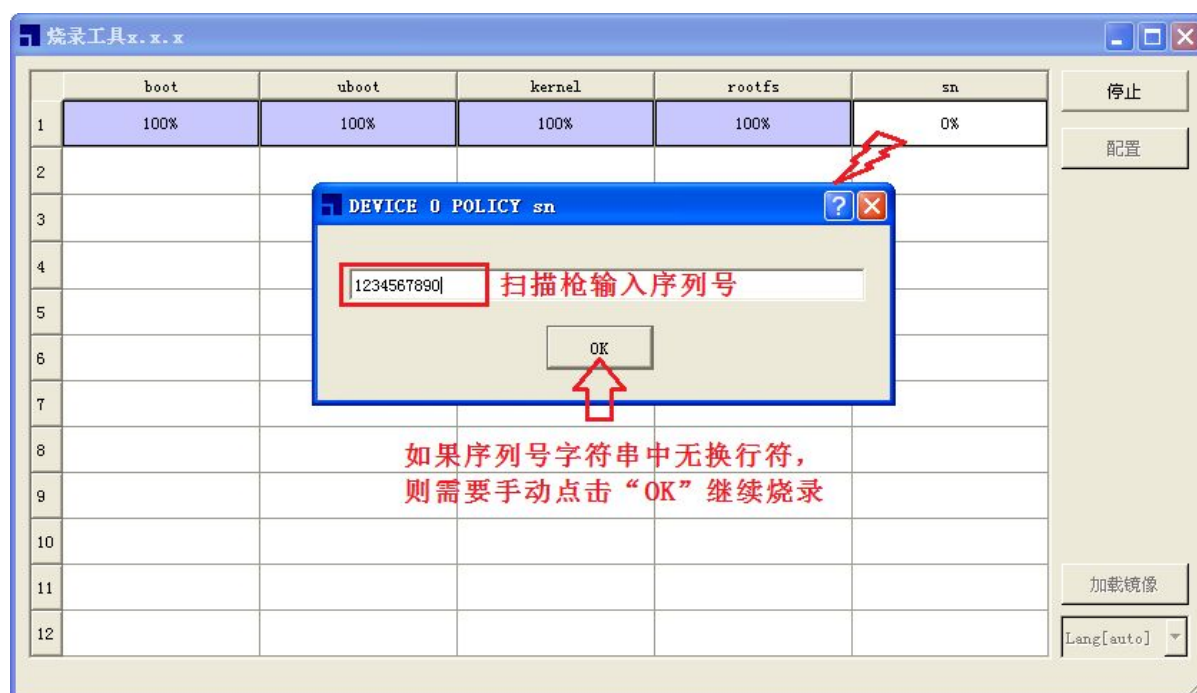 烧录工具x.x.x
boot uboot kernel rootfs sn
停止
1 100% 100% 100% 100% 0%
配置
2
DEVICE 0 POLICY sn
3
4
1234567890 扫描枪输入序列号
5
OK
6
7
8
如果序列号字符串中无换行符，
9
则需要手动点击“OK”继续烧录
10
11
加载镜像
12
Lang[auto]